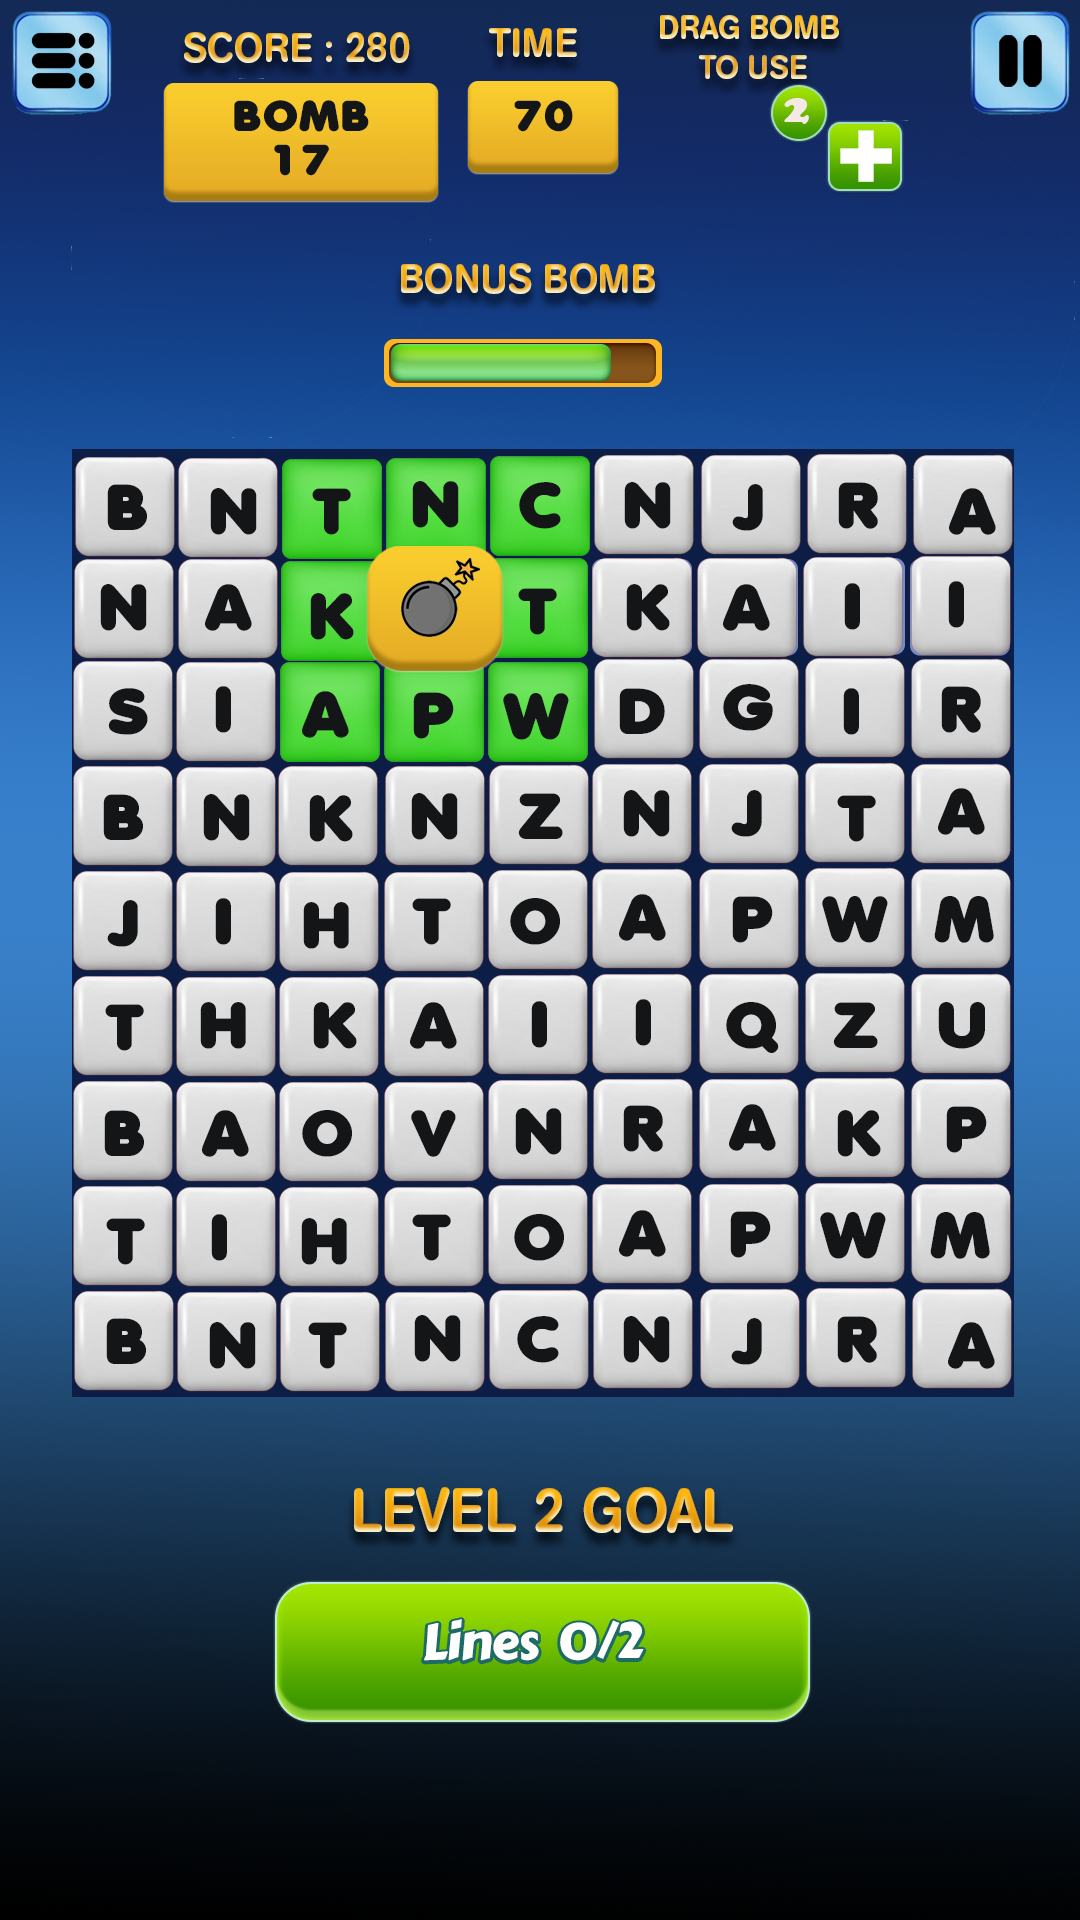 SCORE : 280
TIME
DRAG BOMB
TO USE
BOMB
17
70
2
BONUS BOMB
B N T N C N J R A
N A K T K A I I
S I A P W D G I R
B N K N Z N J T A
J I H T O A P W M
T H K A I I Q Z U
B A O V N R A K P
T I H T O A P W M
B N T N C N J R A
LEVEL 2 GOAL
Lines 0/2